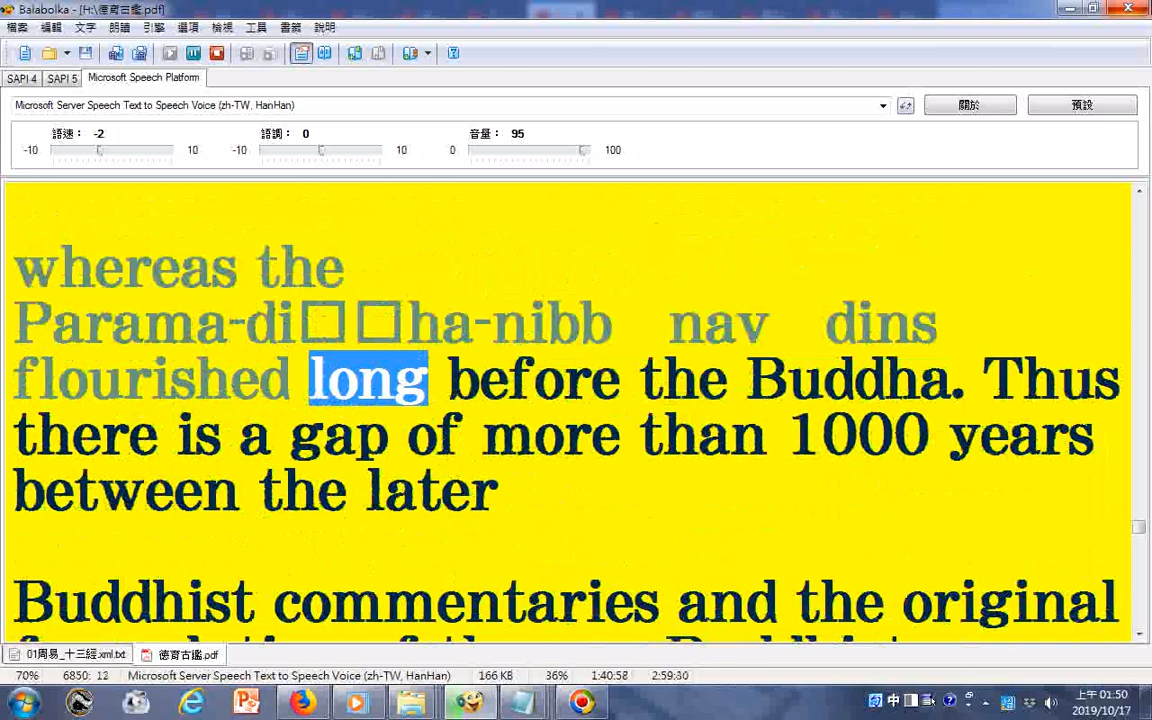 Balabolka - [H:\德育古鑑.pdf]
檔案 編輯 文字 朗讀 引擎 選項 檢視 工具 書籤 說明
SAPI 4 SAPI 5 Microsoft Speech Platform
Microsoft Server Speech Text to Speech Voice (zh-TW, HanHan) 關於 預設
語速： -2 語調： 0 音量： 95
-10 10 -10 10 0 100
whereas the
Parama-di□□ha-nibb nav dins
flourished long before the Buddha. Thus
there is a gap of more than 1000 years
between the later
Buddhist commentaries and the original
01周易_十三經.xml.txt 德育古鑑.pdf
70% 6850: 12 Microsoft Server Speech Text to Speech Voice (zh-TW, HanHan) 166 KB 36% 1:40:58 2:59:30
中 上午 01:50
2019/10/17